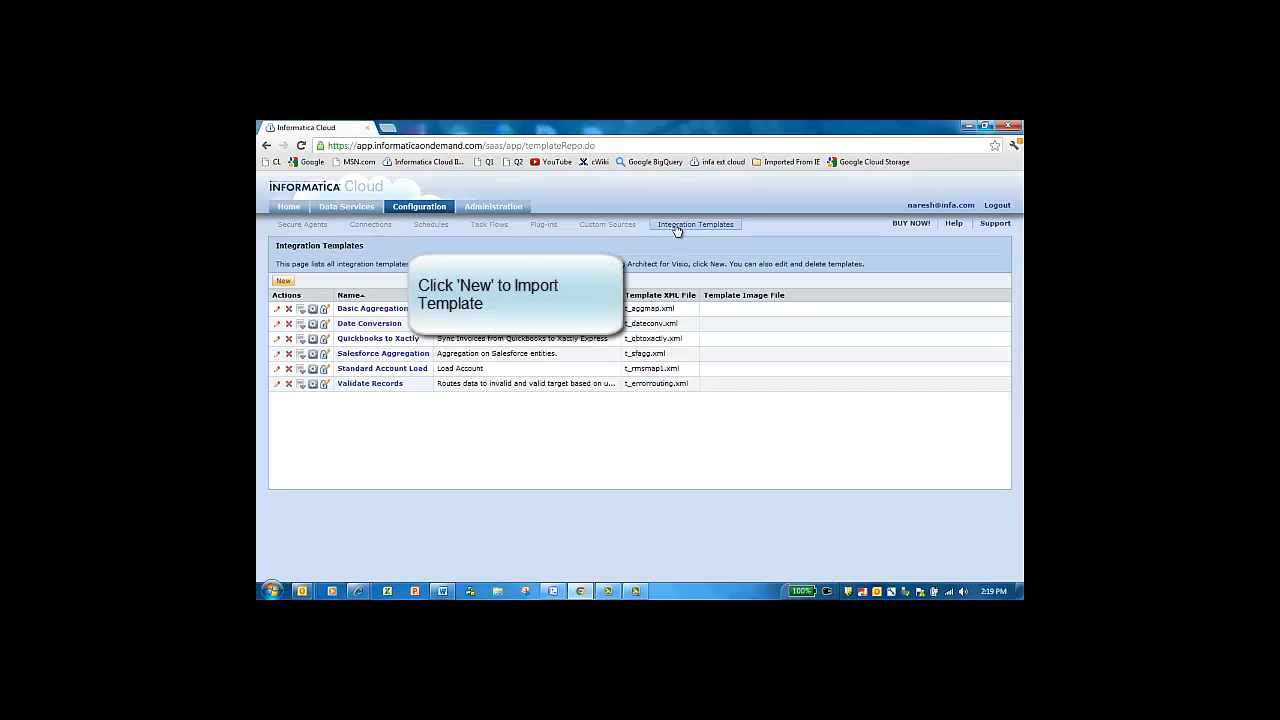 Informatica Cloud
https://app.informaticaondemand.com/saas/app/templateRepo.do
CL Google MSN.com Informatica Cloud II... Q1 Q2 YouTube cWiki Google BigQuery infa ext cloud Imported From IE Google Cloud Storage
INFORMATICA Cloud
Home Data Services Configuration Administration naresh@infa.com Logout
Secure Agents Connections Schedules Task Flows Plug-ins Custom Sources Integration Templates BUY NOW! Help Support
Integration Templates
This page lists all integration templates Architect for Visio, click New. You can also edit and delete templates.
New
Click 'New' to Import
Template
Actions Name Template XML File Template Image File
Basic Aggregation t_aggmap.xml
Date Conversion t_dateconv.xml
Quickbooks to Xactly Sync Invoices from Quickbooks to Xactly Express t_qbtoxactly.xml
Salesforce Aggregation Aggregation on Salesforce entities. t_sfagg.xml
Standard Account Load Load Account t_rmsmap1.xml
Validate Records Routes data to invalid and valid target based on u... t_errorrouting.xml
100% 2:19 PM